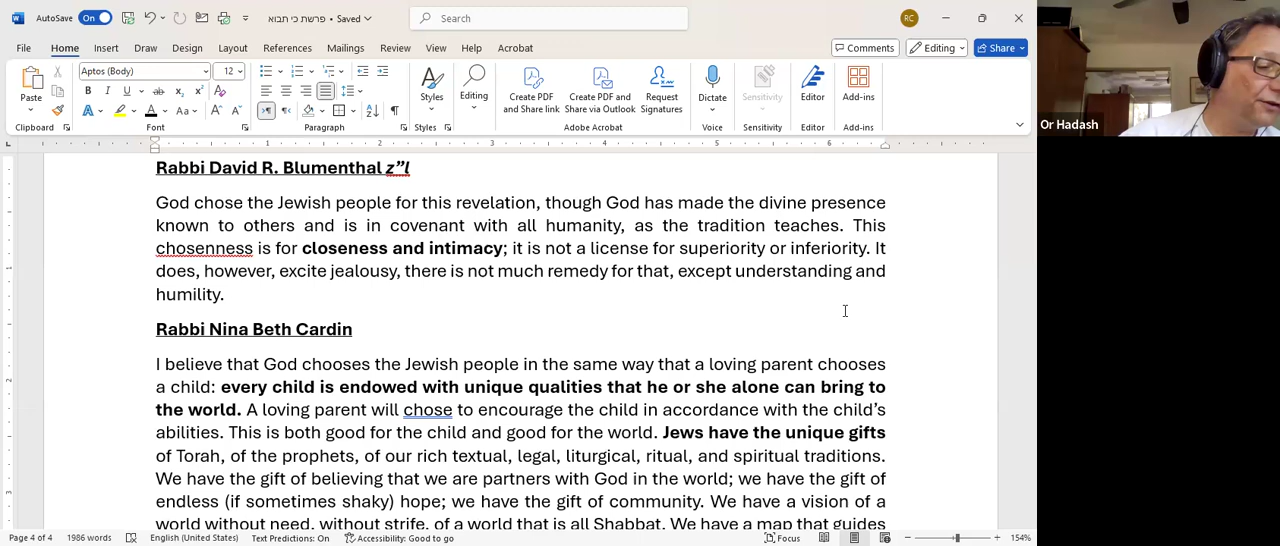 AutoSave On פרשת כי תבוא • Saved Search RC
File Home Insert Draw Design Layout References Mailings Review View Help Acrobat Comments Editing Share
Aptos (Body) 12
Paste Styles Editing Create PDF and Share link Create PDF and Share via Outlook Request Signatures Dictate Sensitivity Editor Add-ins
Clipboard Font Paragraph Styles Adobe Acrobat Voice Sensitivity Editor Add-ins
Or Hadash
1 2 3 4 5 6
Rabbi David R. Blumenthal z”l
God chose the Jewish people for this revelation, though God has made the divine presence
known to others and is in covenant with all humanity, as the tradition teaches. This
chosenness is for closeness and intimacy; it is not a license for superiority or inferiority. It
does, however, excite jealousy, there is not much remedy for that, except understanding and
humility.
Rabbi Nina Beth Cardin
I believe that God chooses the Jewish people in the same way that a loving parent chooses
a child: every child is endowed with unique qualities that he or she alone can bring to
the world. A loving parent will chose to encourage the child in accordance with the child’s
abilities. This is both good for the child and good for the world. Jews have the unique gifts
of Torah, of the prophets, of our rich textual, legal, liturgical, ritual, and spiritual traditions.
We have the gift of believing that we are partners with God in the world; we have the gift of
endless (if sometimes shaky) hope; we have the gift of community. We have a vision of a
world without need, without strife, of a world that is all Shabbat. We have a map that guides
Page 4 of 4 1986 words English (United States) Text Predictions: On Accessibility: Good to go Focus 154%